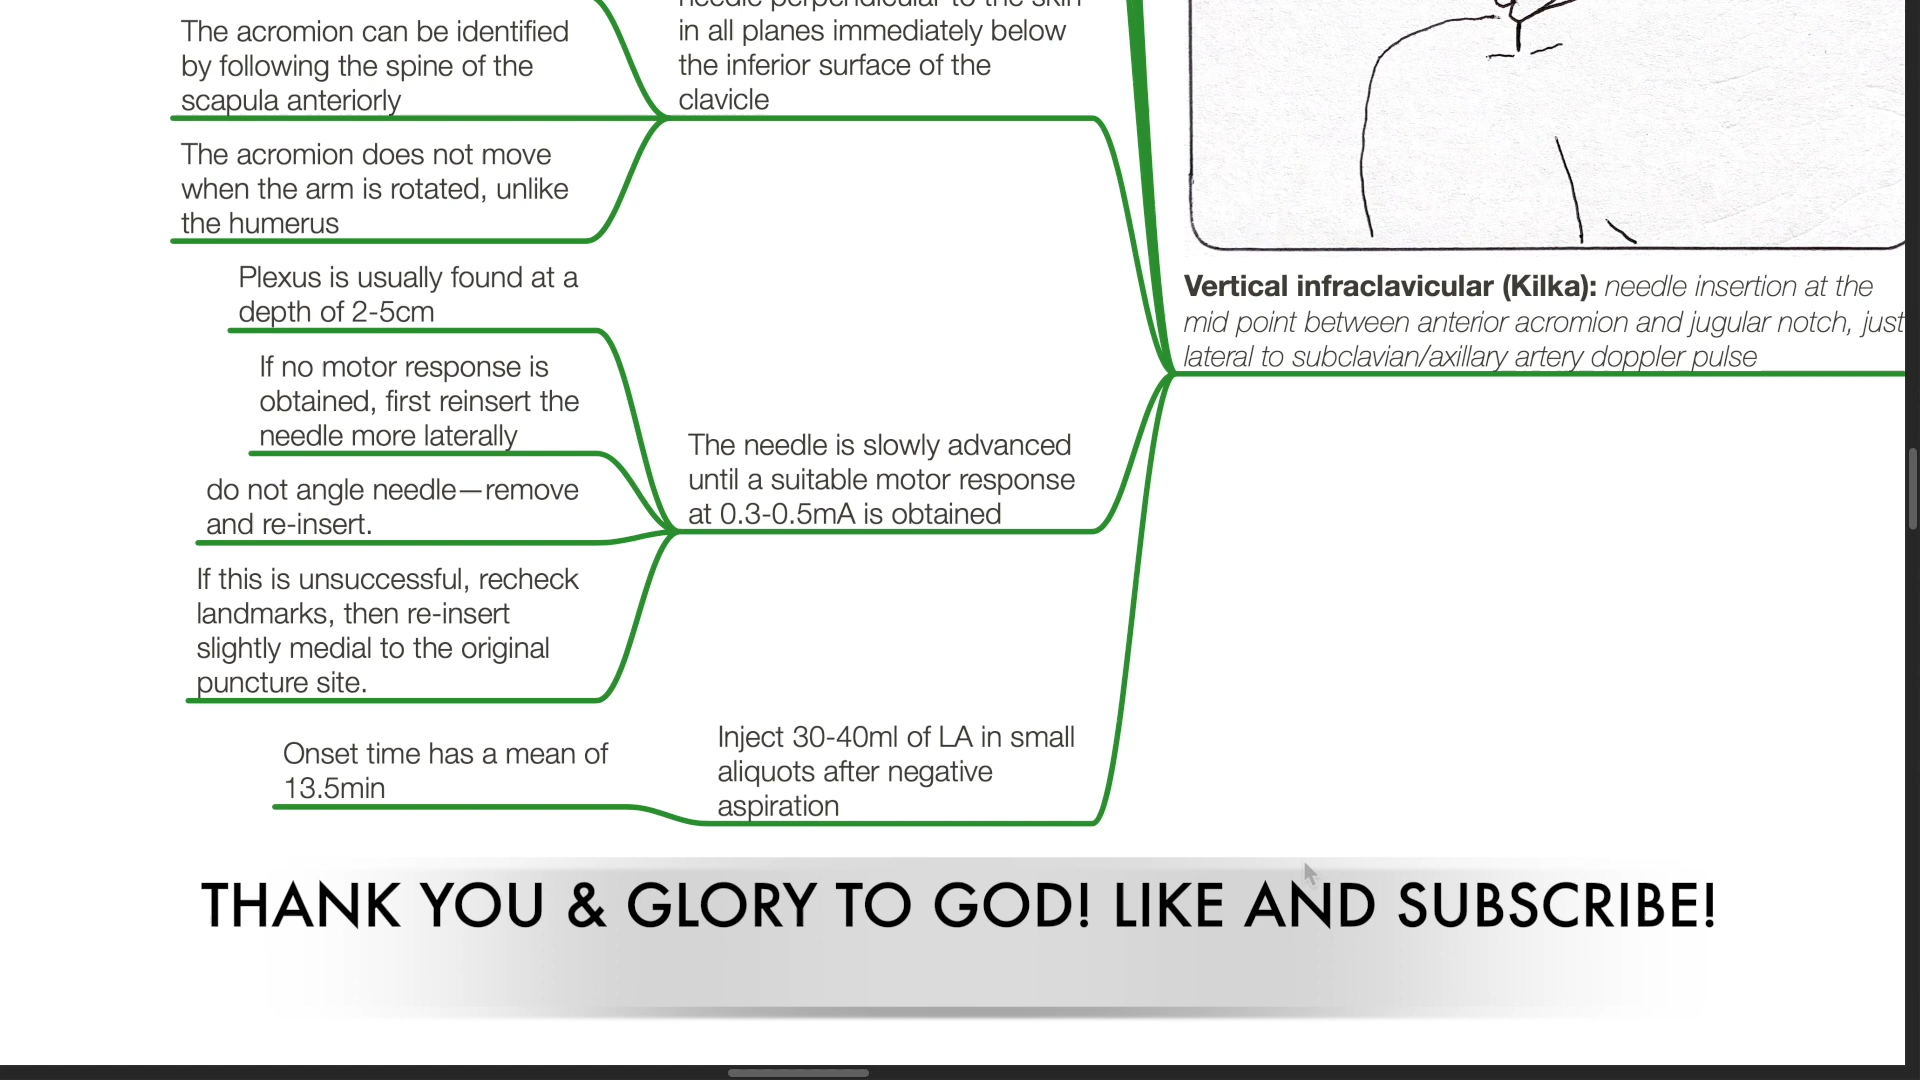 The acromion can be identified
by following the spine of the
scapula anteriorly
needle perpendicular to the skin
in all planes immediately below
the inferior surface of the
clavicle
The acromion does not move
when the arm is rotated, unlike
the humerus
Plexus is usually found at a
depth of 2-5cm
If no motor response is
obtained, first reinsert the
needle more laterally
do not angle needle—remove
and re-insert.
If this is unsuccessful, recheck
landmarks, then re-insert
slightly medial to the original
puncture site.
The needle is slowly advanced
until a suitable motor response
at 0.3-0.5mA is obtained
Onset time has a mean of
13.5min
Inject 30-40ml of LA in small
aliquots after negative
aspiration
Vertical infraclavicular (Kilka): needle insertion at the
mid point between anterior acromion and jugular notch, just
lateral to subclavian/axillary artery doppler pulse
THANK YOU & GLORY TO GOD! LIKE AND SUBSCRIBE!